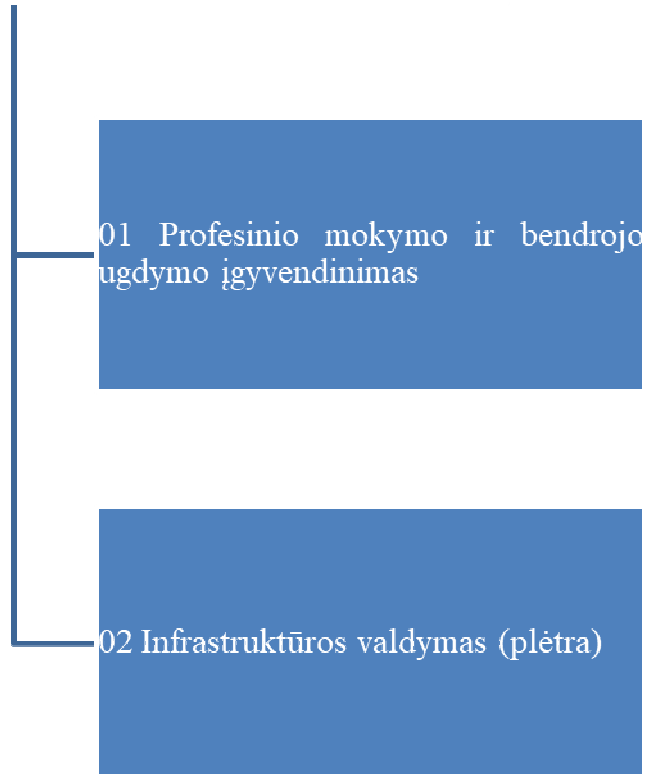 01 Profesinio mokymo ir bendrojo
ugdymo įgyvendinimas
02 Infrastruktūros valdymas (plėtra)